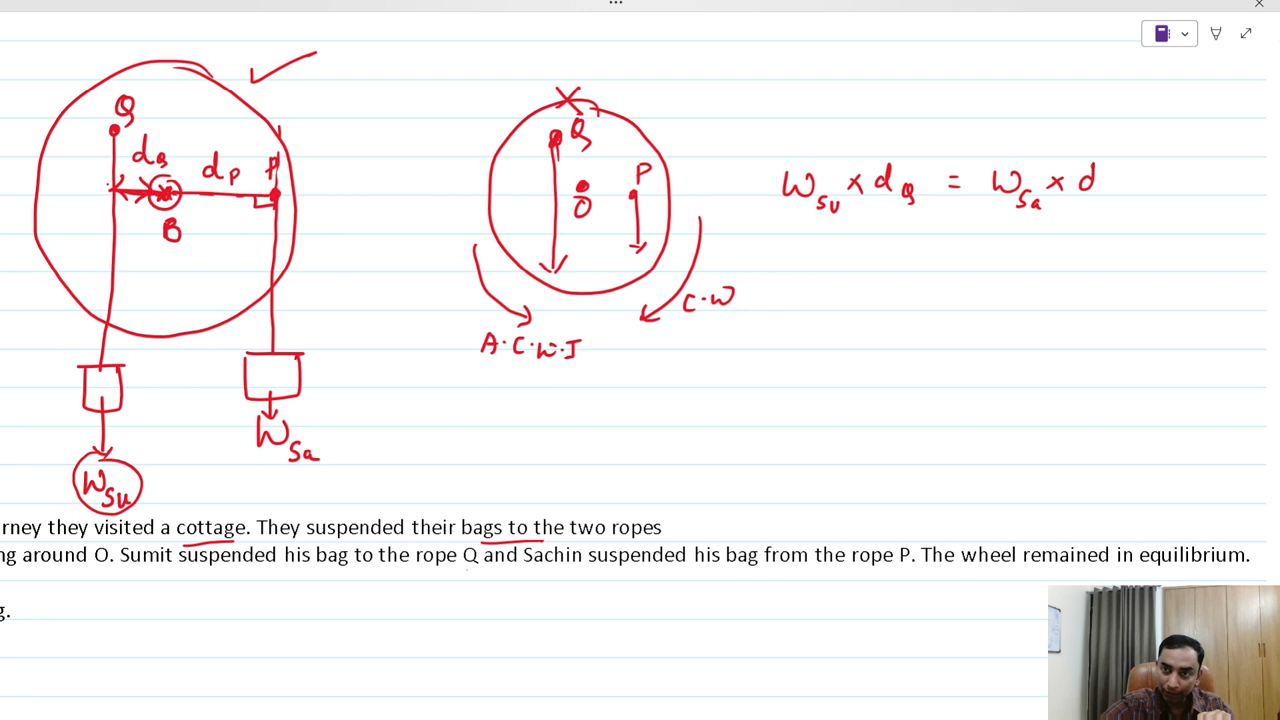 Q
dQ
dP
P
B
WSu
WSa
Q
P
O
A.C.W.I
C.W
WSu × dQ = WSa × d
rney they visited a cottage. They suspended their bags to the two ropes
ng around O. Sumit suspended his bag to the rope Q and Sachin suspended his bag from the rope P. The wheel remained in equilibrium.
g.